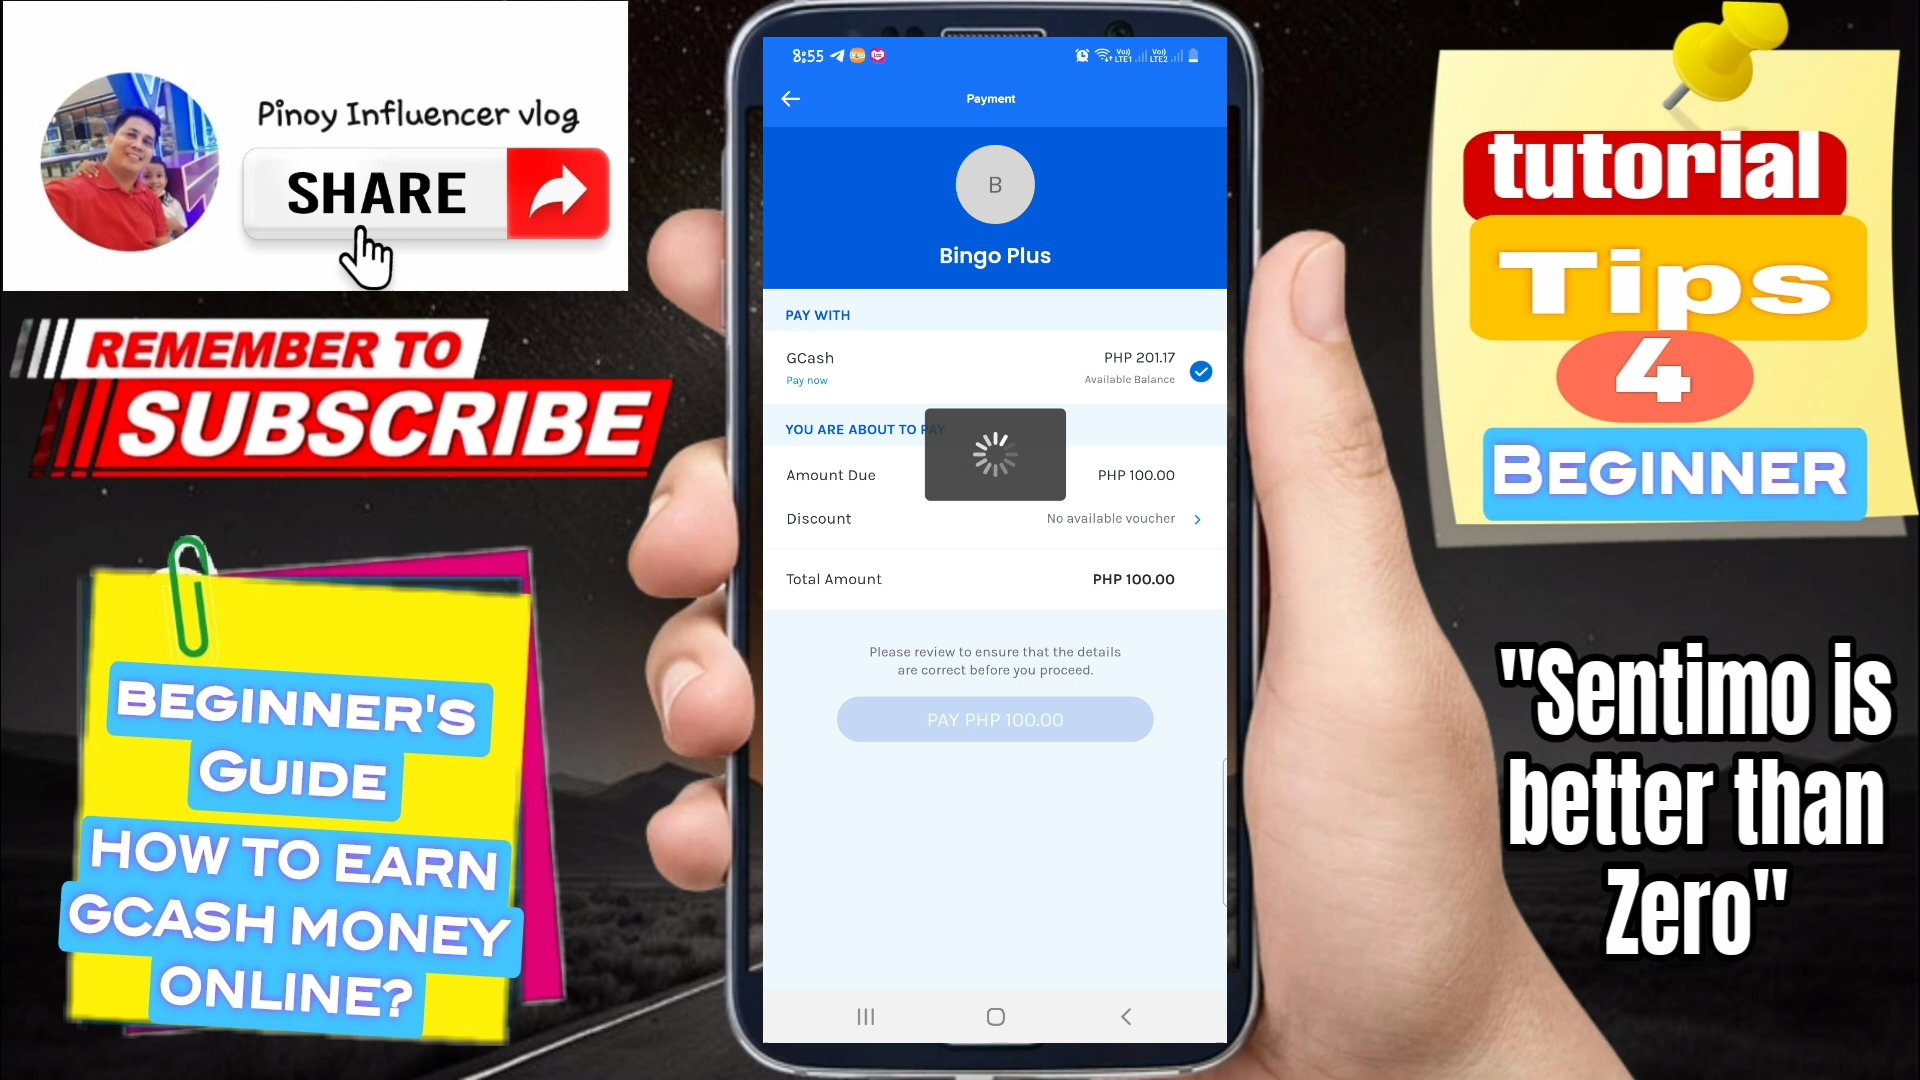 Pinoy Influencer vlog
SHARE
REMEMBER TO
SUBSCRIBE
BEGINNER'S
GUIDE
HOW TO EARN
GCASH MONEY
ONLINE?
8:55
Payment
B
Bingo Plus
PAY WITH
GCash PHP 201.17
Pay now Available Balance
YOU ARE ABOUT TO PAY
Amount Due PHP 100.00
Discount No available voucher
Total Amount PHP 100.00
Please review to ensure that the details
are correct before you proceed.
PAY PHP 100.00
tutorial
Tips
4
BEGINNER
"Sentimo is
better than
Zero"